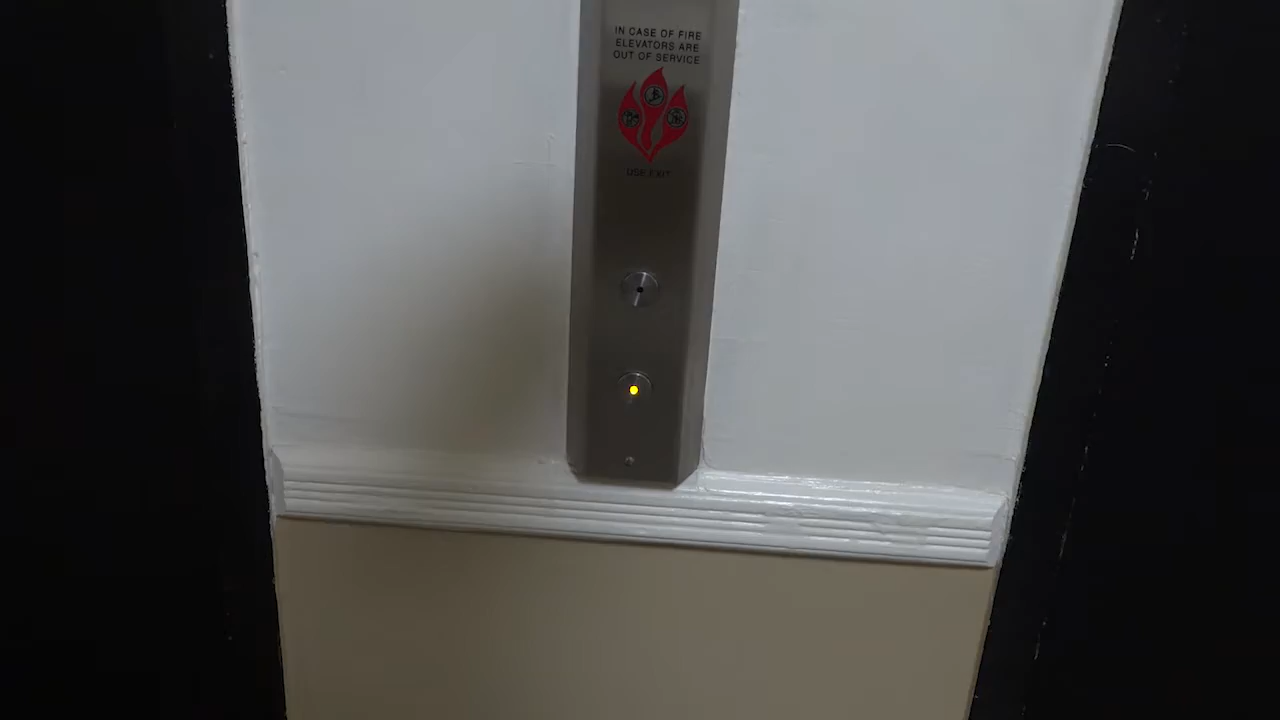 IN CASE OF FIRE
ELEVATORS ARE
OUT OF SERVICE
USE EXIT